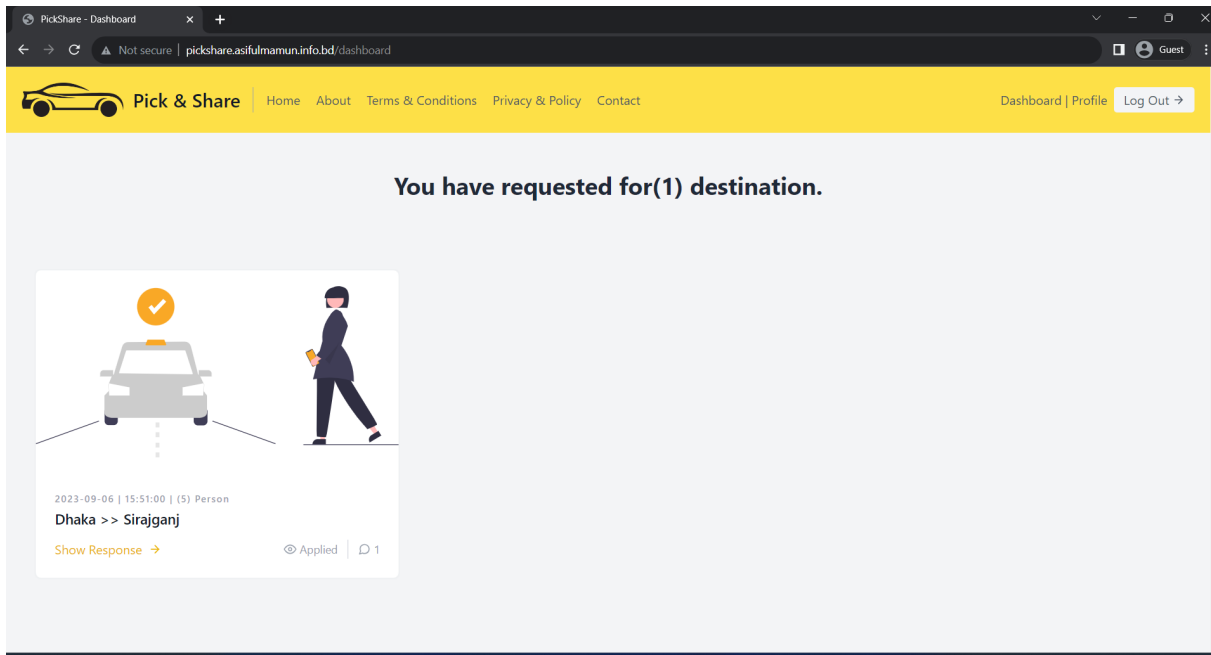 PickShare - Dashboard
Not secure | pickshare.asifulmamun.info.bd/dashboard
Guest
Pick & Share Home About Terms & Conditions Privacy & Policy Contact Dashboard | Profile Log Out →
You have requested for(1) destination.
2023-09-06 | 15:51:00 | (5) Person
Dhaka >> Sirajganj
Show Response → Applied 1